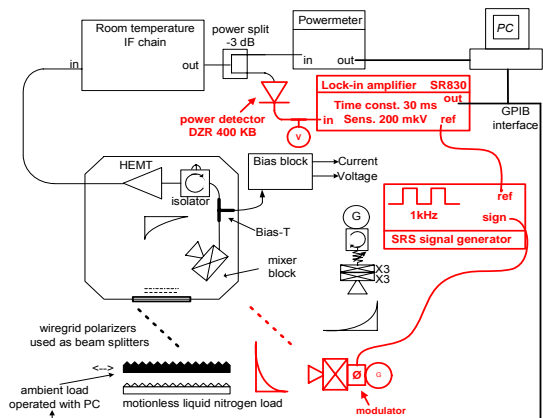 Room temperature
IF chain
in
out
power split
-3 dB
Powermeter
in
out
PC
GPIB
interface
Lock-in amplifier SR830
Time const. 30 ms
Sens. 200 mkV
in
out
ref
power detector
DZR 400 KB
V
HEMT
isolator
Bias block
Current
Voltage
Bias-T
mixer
block
G
X3
X3
1kHz
ref
sign
SRS signal generator
wiregrid polarizers
used as beam splitters
<-->
ambient load
operated with PC
motionless liquid nitrogen load
Ø
G
modulator